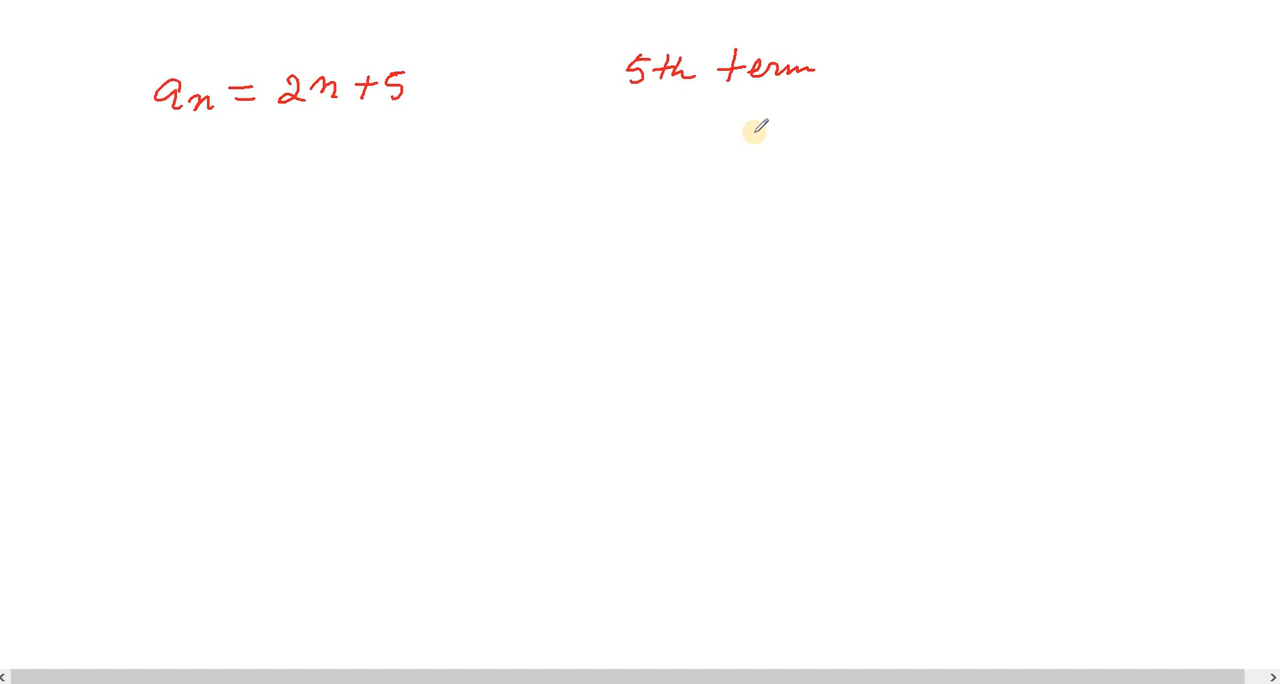 aₙ = 2n + 5
5th term